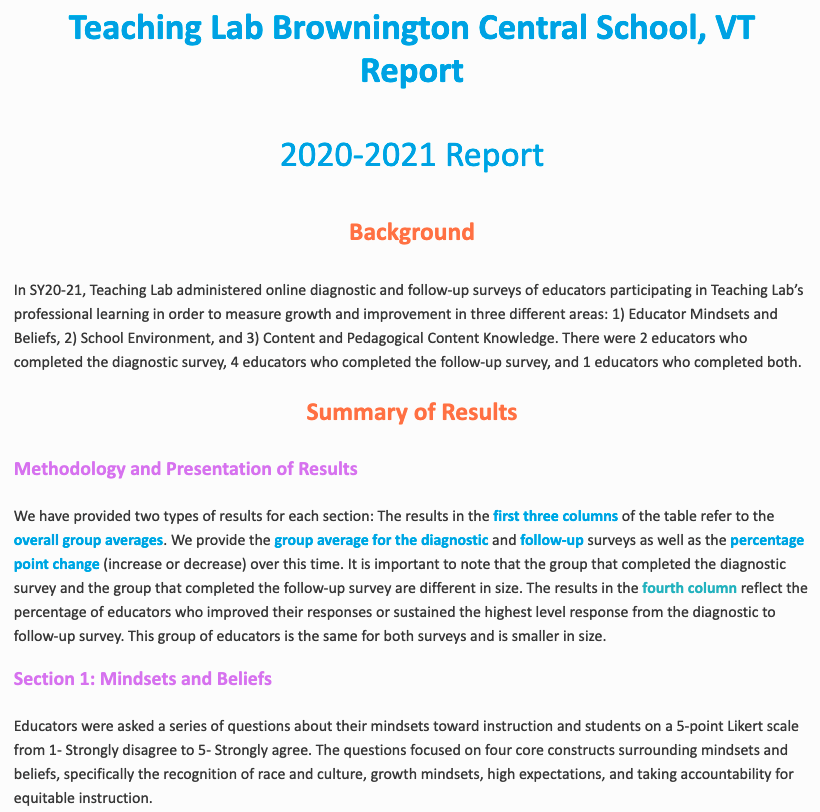 Teaching Lab Brownington Central School, VT
Report
2020-2021 Report
Background
In SY20-21, Teaching Lab administered online diagnostic and follow-up surveys of educators participating in Teaching Lab’s
professional learning in order to measure growth and improvement in three different areas: 1) Educator Mindsets and
Beliefs, 2) School Environment, and 3) Content and Pedagogical Content Knowledge. There were 2 educators who
completed the diagnostic survey, 4 educators who completed the follow-up survey, and 1 educators who completed both.
Summary of Results
Methodology and Presentation of Results
We have provided two types of results for each section: The results in the first three columns of the table refer to the
overall group averages. We provide the group average for the diagnostic and follow-up surveys as well as the percentage
point change (increase or decrease) over this time. It is important to note that the group that completed the diagnostic
survey and the group that completed the follow-up survey are different in size. The results in the fourth column reflect the
percentage of educators who improved their responses or sustained the highest level response from the diagnostic to
follow-up survey. This group of educators is the same for both surveys and is smaller in size.
Section 1: Mindsets and Beliefs
Educators were asked a series of questions about their mindsets toward instruction and students on a 5-point Likert scale
from 1- Strongly disagree to 5- Strongly agree. The questions focused on four core constructs surrounding mindsets and
beliefs, specifically the recognition of race and culture, growth mindsets, high expectations, and taking accountability for
equitable instruction.